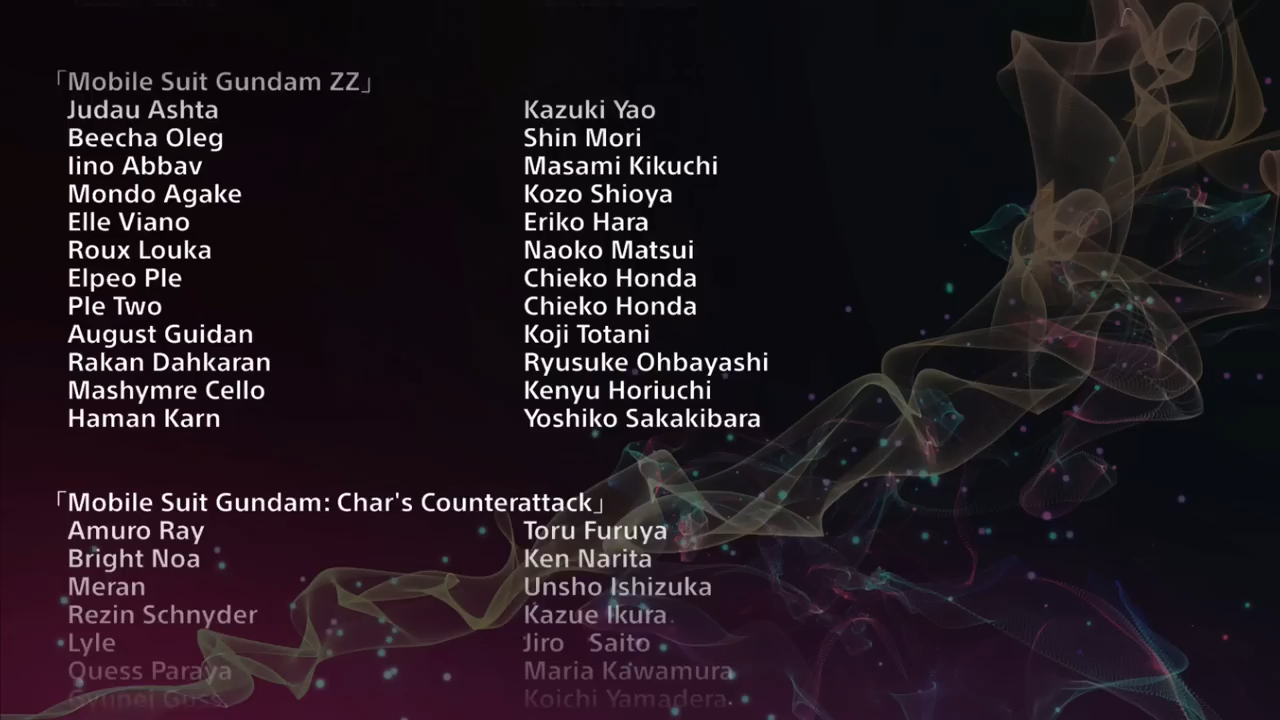 「Mobile Suit Gundam ZZ」
Judau Ashta Kazuki Yao
Beecha Oleg Shin Mori
Iino Abbav Masami Kikuchi
Mondo Agake Kozo Shioya
Elle Viano Eriko Hara
Roux Louka Naoko Matsui
Elpeo Ple Chieko Honda
Ple Two Chieko Honda
August Guidan Koji Totani
Rakan Dahkaran Ryusuke Ohbayashi
Mashymre Cello Kenyu Horiuchi
Haman Karn Yoshiko Sakakibara
「Mobile Suit Gundam: Char's Counterattack」
Amuro Ray Toru Furuya
Bright Noa Ken Narita
Meran Unsho Ishizuka
Rezin Schnyder Kazue Ikura
Lyle Jiro Saito
Quess Paraya Maria Kawamura
Gyunei Guss Koichi Yamadera